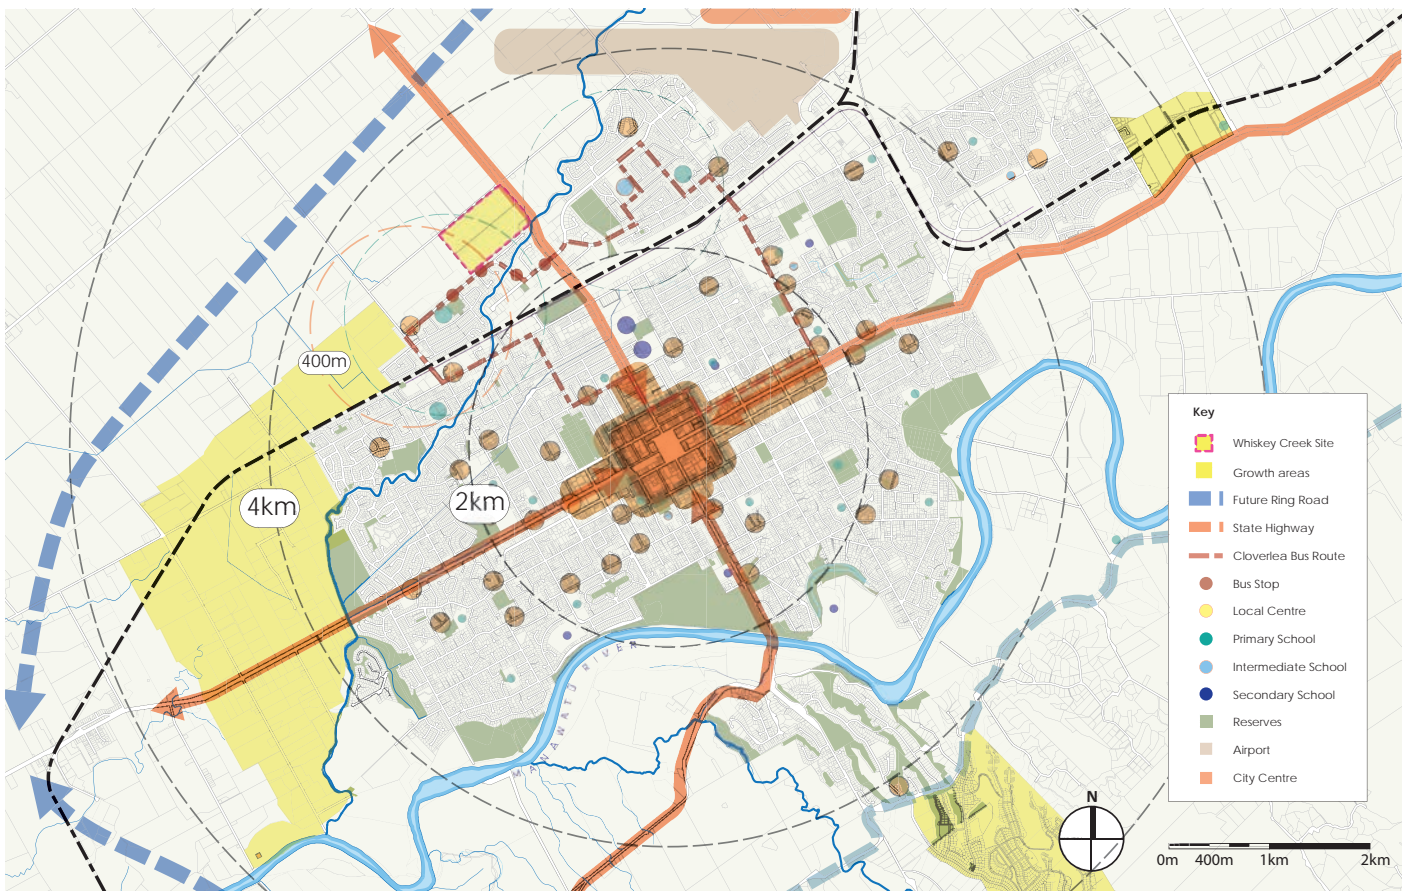 400m
4km
2km
MANAWATU RIVER
Key
Whiskey Creek Site
Growth areas
Future Ring Road
State Highway
Cloverlea Bus Route
Bus Stop
Local Centre
Primary School
Intermediate School
Secondary School
Reserves
Airport
City Centre
N
0m 400m 1km 2km